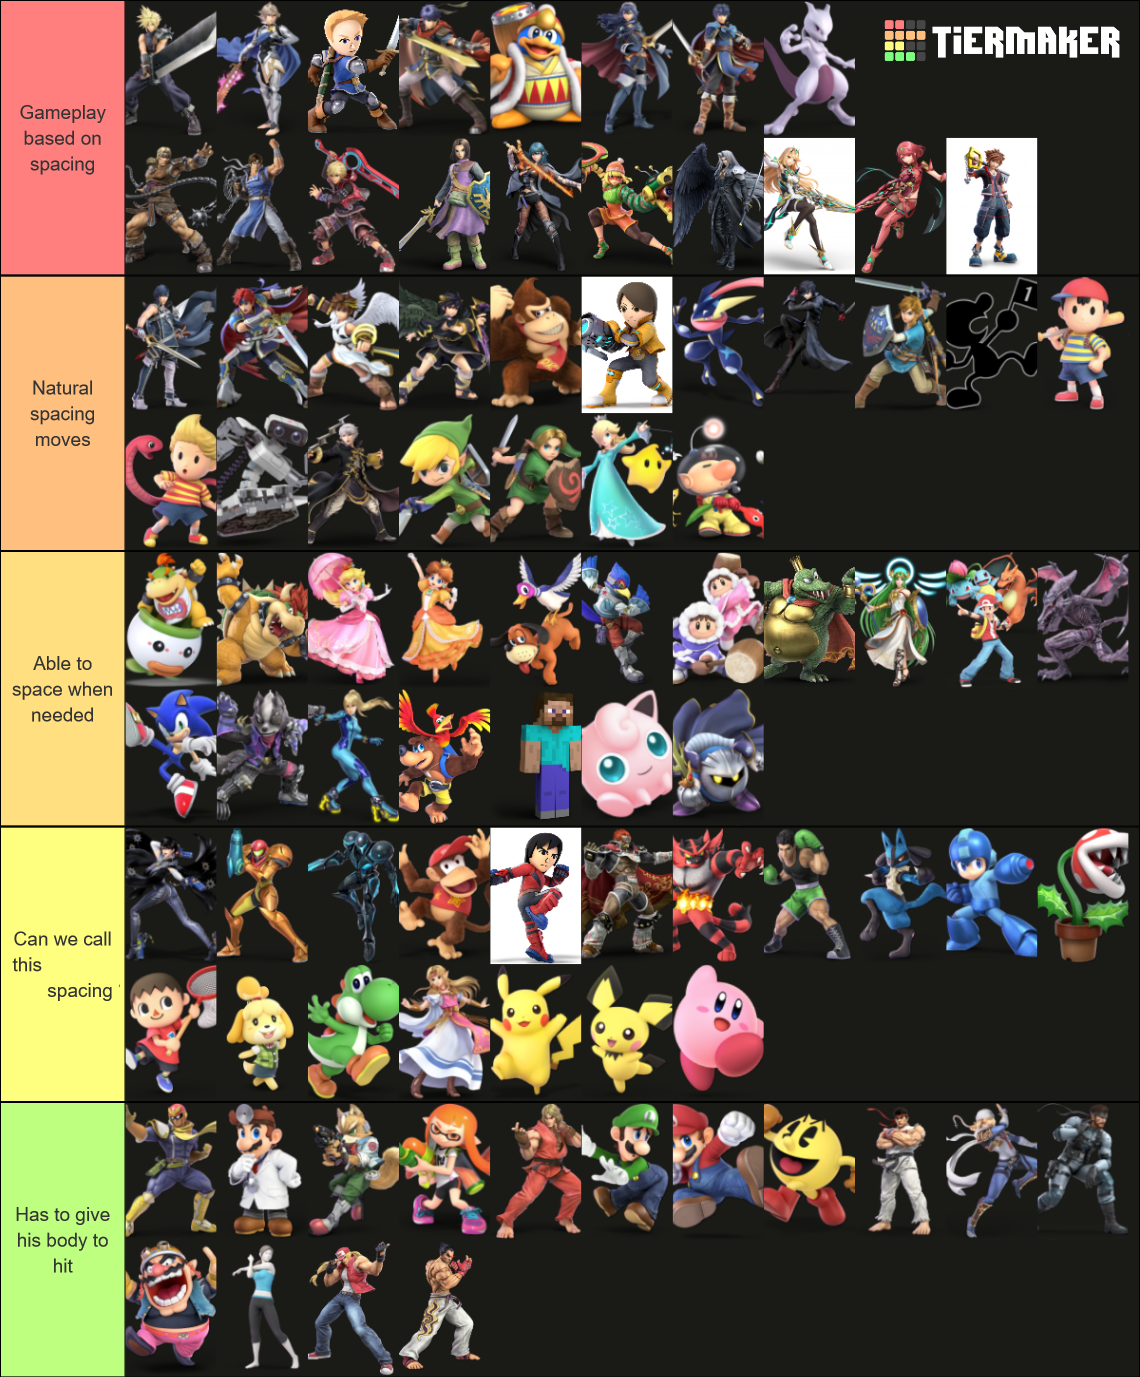 TiERMAKER
Gameplay
based on
spacing
Natural
spacing
moves
1
Able to
space when
needed
Can we call
this
spacing
Has to give
his body to
hit